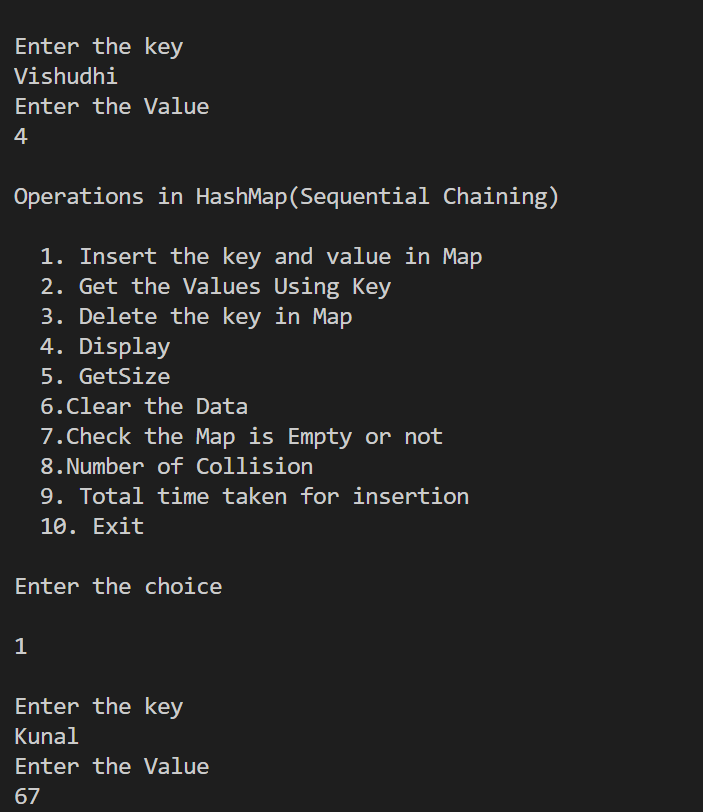 Enter the key
Vishudhi
Enter the Value
4
Operations in HashMap(Sequential Chaining)
1. Insert the key and value in Map
2. Get the Values Using Key
3. Delete the key in Map
4. Display
5. GetSize
6.Clear the Data
7.Check the Map is Empty or not
8.Number of Collision
9. Total time taken for insertion
10. Exit
Enter the choice
1
Enter the key
Kunal
Enter the Value
67